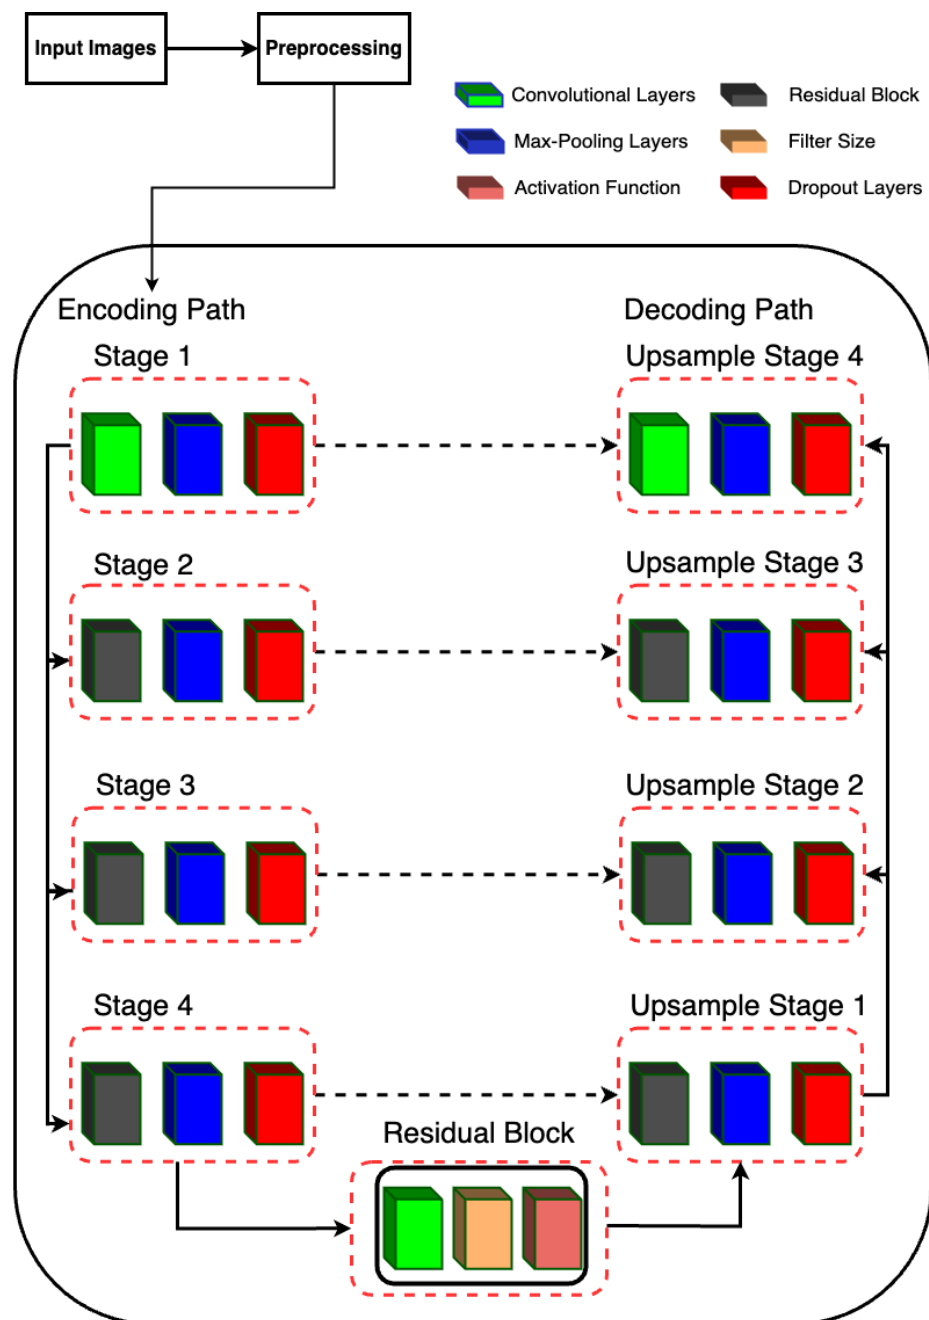 Input Images
Preprocessing
Convolutional Layers
Residual Block
Max-Pooling Layers
Filter Size
Activation Function
Dropout Layers
Encoding Path
Decoding Path
Stage 1
Upsample Stage 4
Stage 2
Upsample Stage 3
Stage 3
Upsample Stage 2
Stage 4
Upsample Stage 1
Residual Block